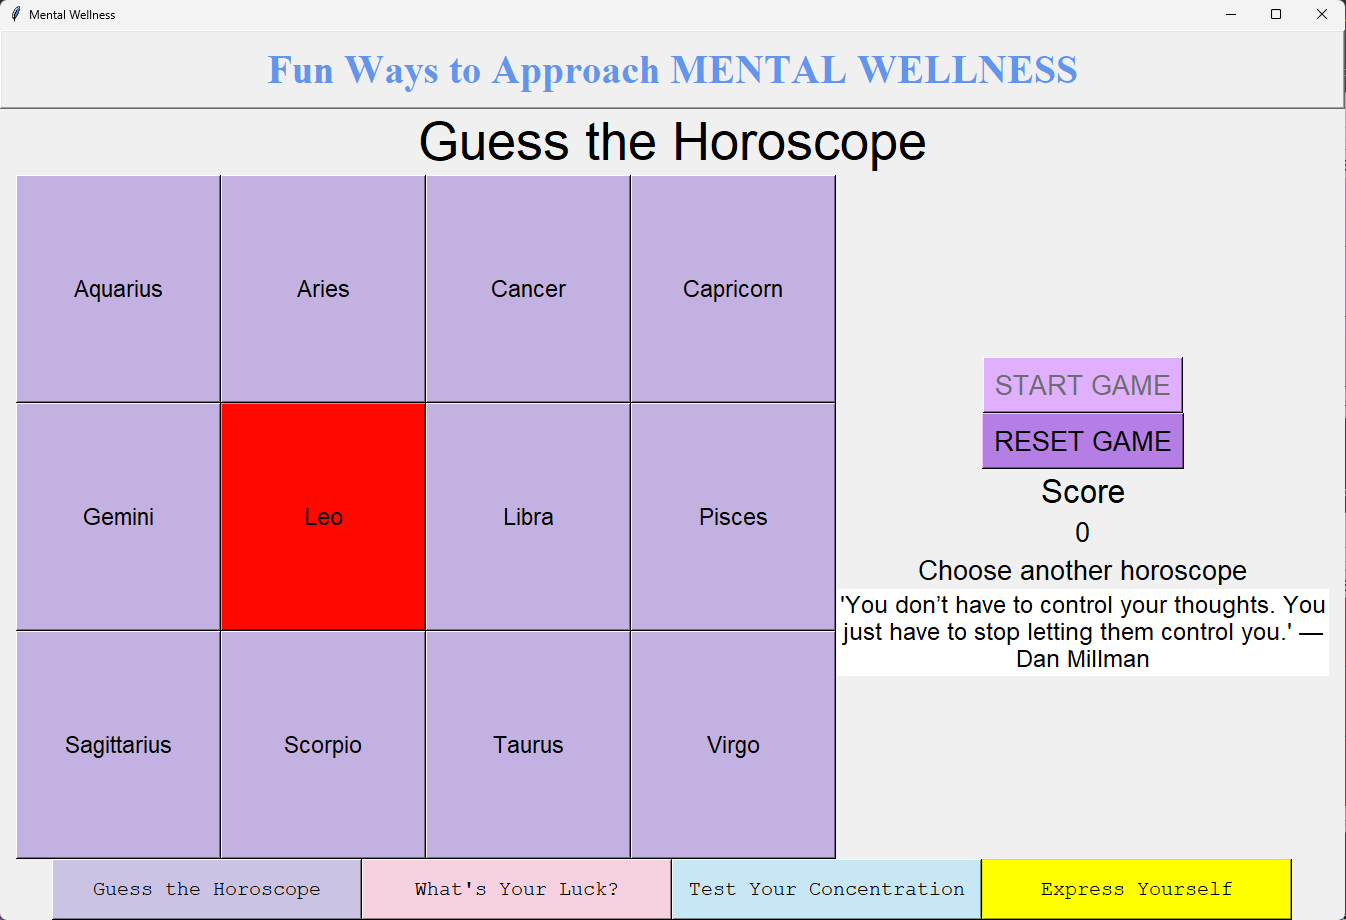 Mental Wellness
Fun Ways to Approach MENTAL WELLNESS
Guess the Horoscope
Aquarius
Aries
Cancer
Capricorn
Gemini
Leo
Libra
Pisces
Sagittarius
Scorpio
Taurus
Virgo
START GAME
RESET GAME
Score
0
Choose another horoscope
'You don’t have to control your thoughts. You
just have to stop letting them control you.' —
Dan Millman
Guess the Horoscope
What's Your Luck?
Test Your Concentration
Express Yourself